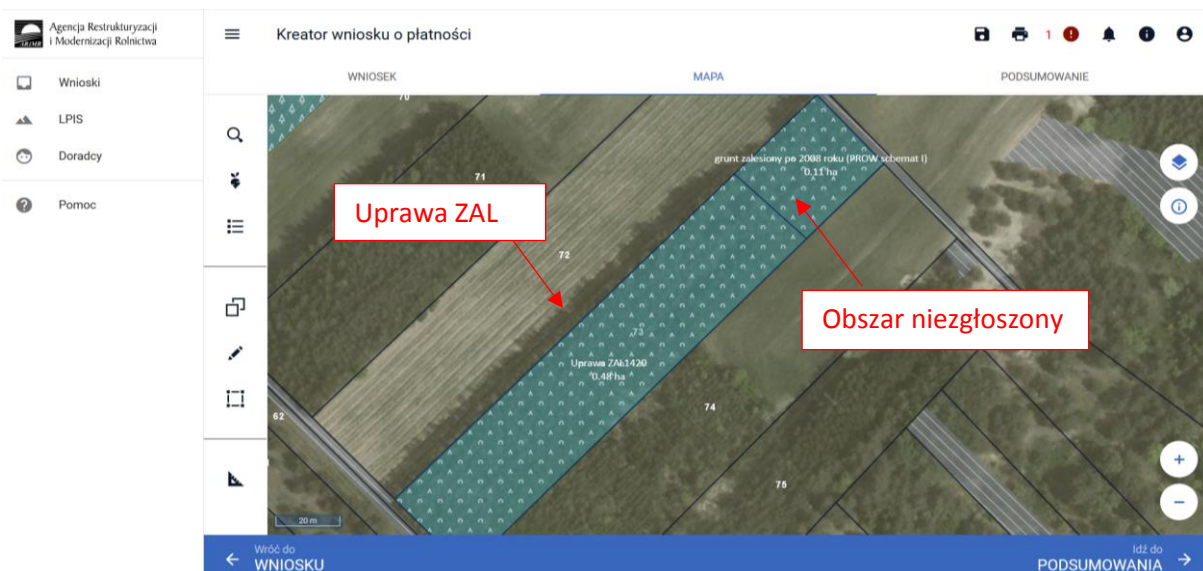 Agencja Restrukturyzacji
i Modernizacji Rolnictwa
ARiMR
Kreator wniosku o płatności
1
Wnioski
LPIS
Doradcy
Pomoc
WNIOSEK
MAPA
PODSUMOWANIE
70
71
grunt zalesiony po 2008 roku (PROW schemat I)
0.11 ha
Uprawa ZAL
72
Obszar niezgłoszony
73
Uprawa ZAL1420
0.48 ha
74
62
75
20 m
Wróć do
WNIOSKU
Idź do
PODSUMOWANIA